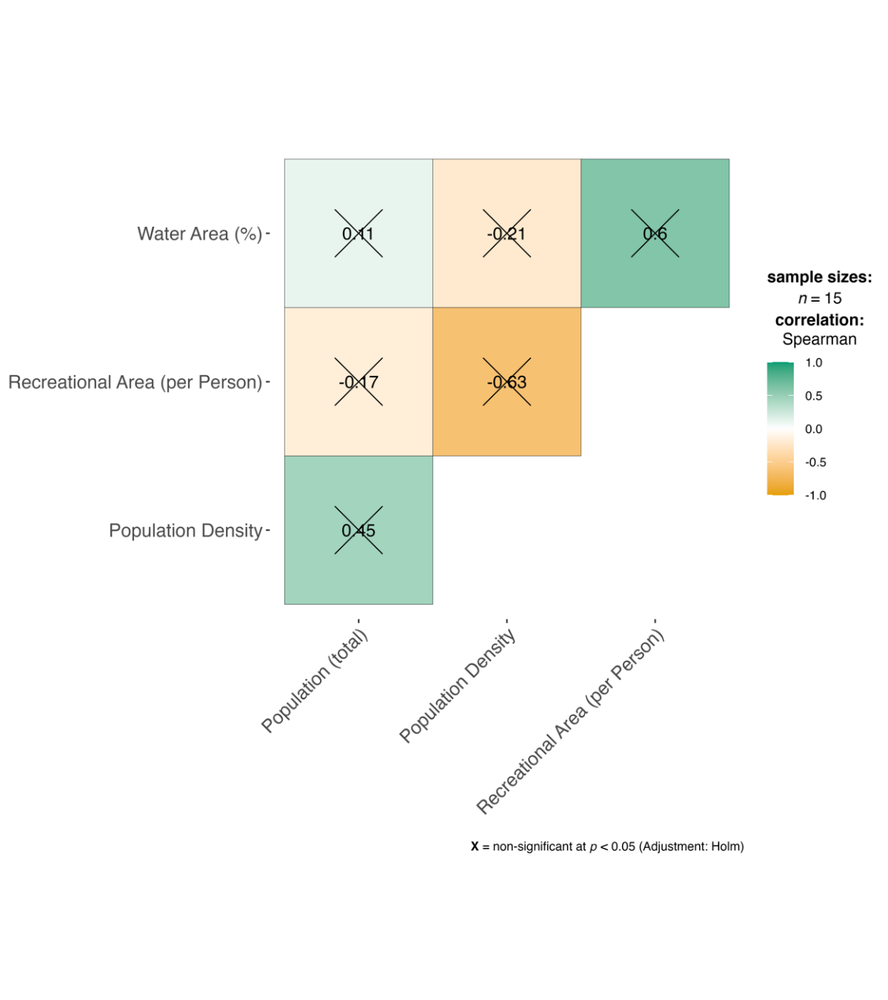 Water Area (%)
0.11
-0.21
0.6
Recreational Area (per Person)
-0.17
-0.63
Population Density
0.45
Population (total)
Population Density
Recreational Area (per Person)
sample sizes:
n = 15
correlation:
Spearman
1.0
0.5
0.0
-0.5
-1.0
X = non-significant at p < 0.05 (Adjustment: Holm)